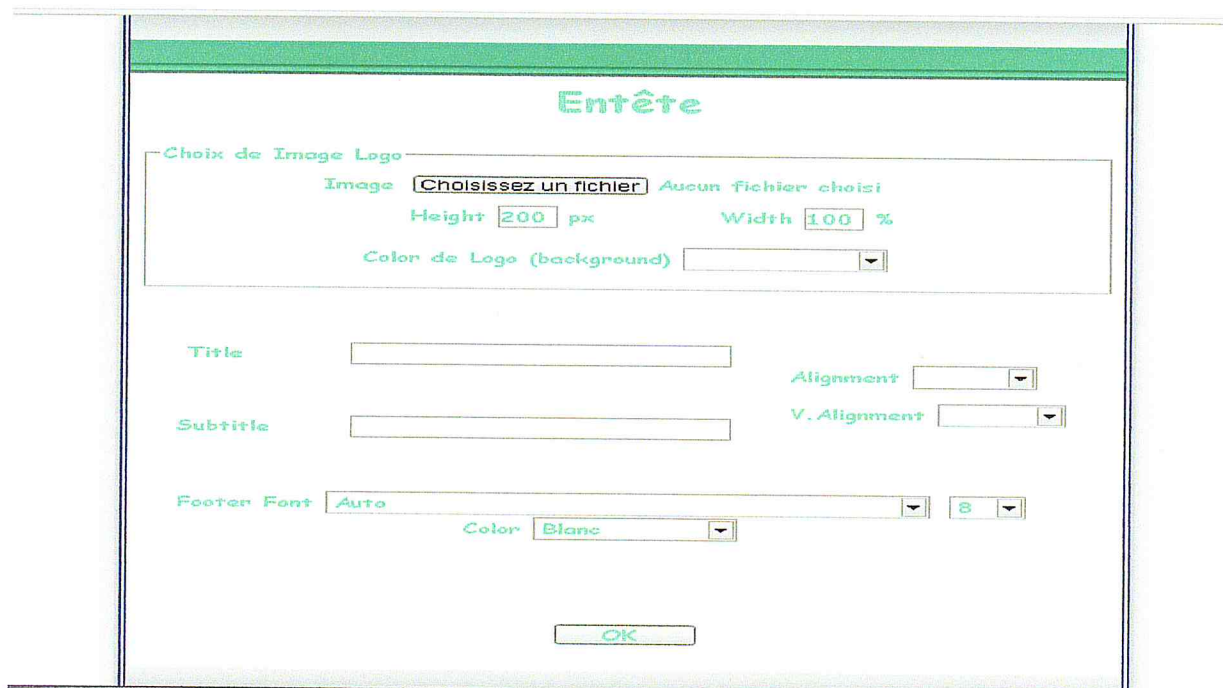 Entête
Choix de Image Logo
Image Choisissez un fichier Aucun fichier choisi
Height 200 px Width 100 %
Color de Logo (background)
Title
Alignment
V. Alignment
Subtitle
Footer Font Auto 8
Color Blanc
OK